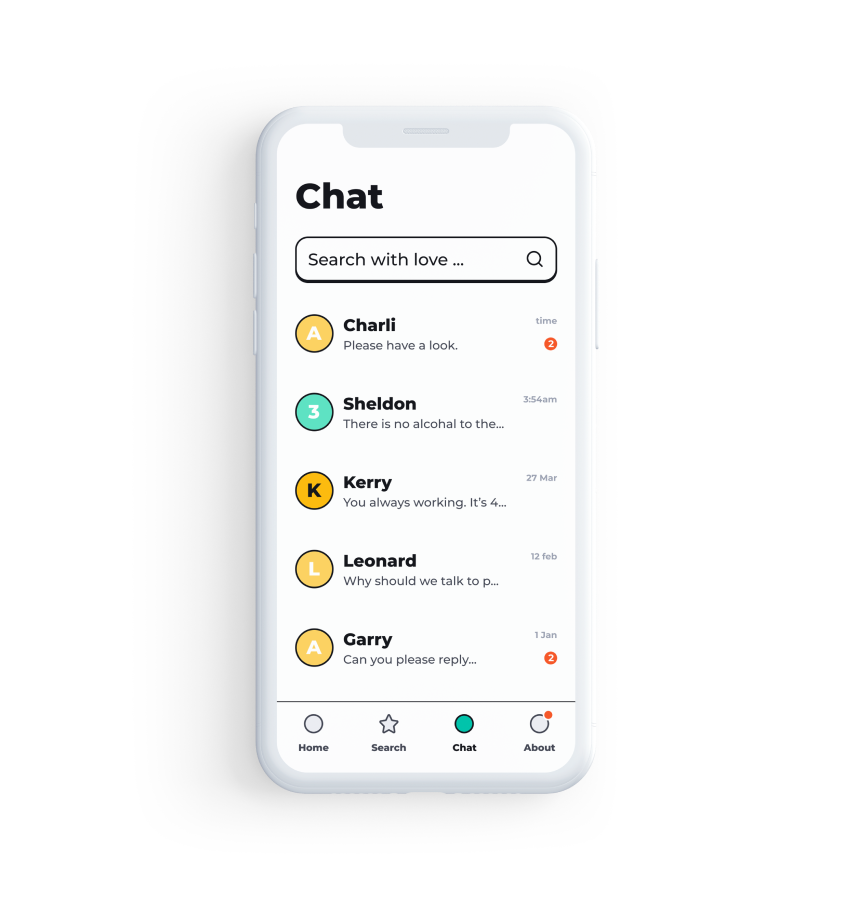 Chat
Search with love ...
A
Charli
time
Please have a look.
2
3
Sheldon
3:54am
There is no alcohal to the...
K
Kerry
27 Mar
You always working. It’s 4...
L
Leonard
12 feb
Why should we talk to p...
A
Garry
1 Jan
Can you please reply...
2
Home Search Chat About